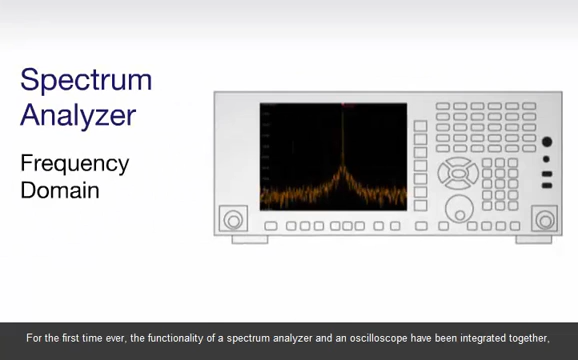 Spectrum
Analyzer
Frequency
Domain
For the first time ever, the functionality of a spectrum analyzer and an oscilloscope have been integrated together,